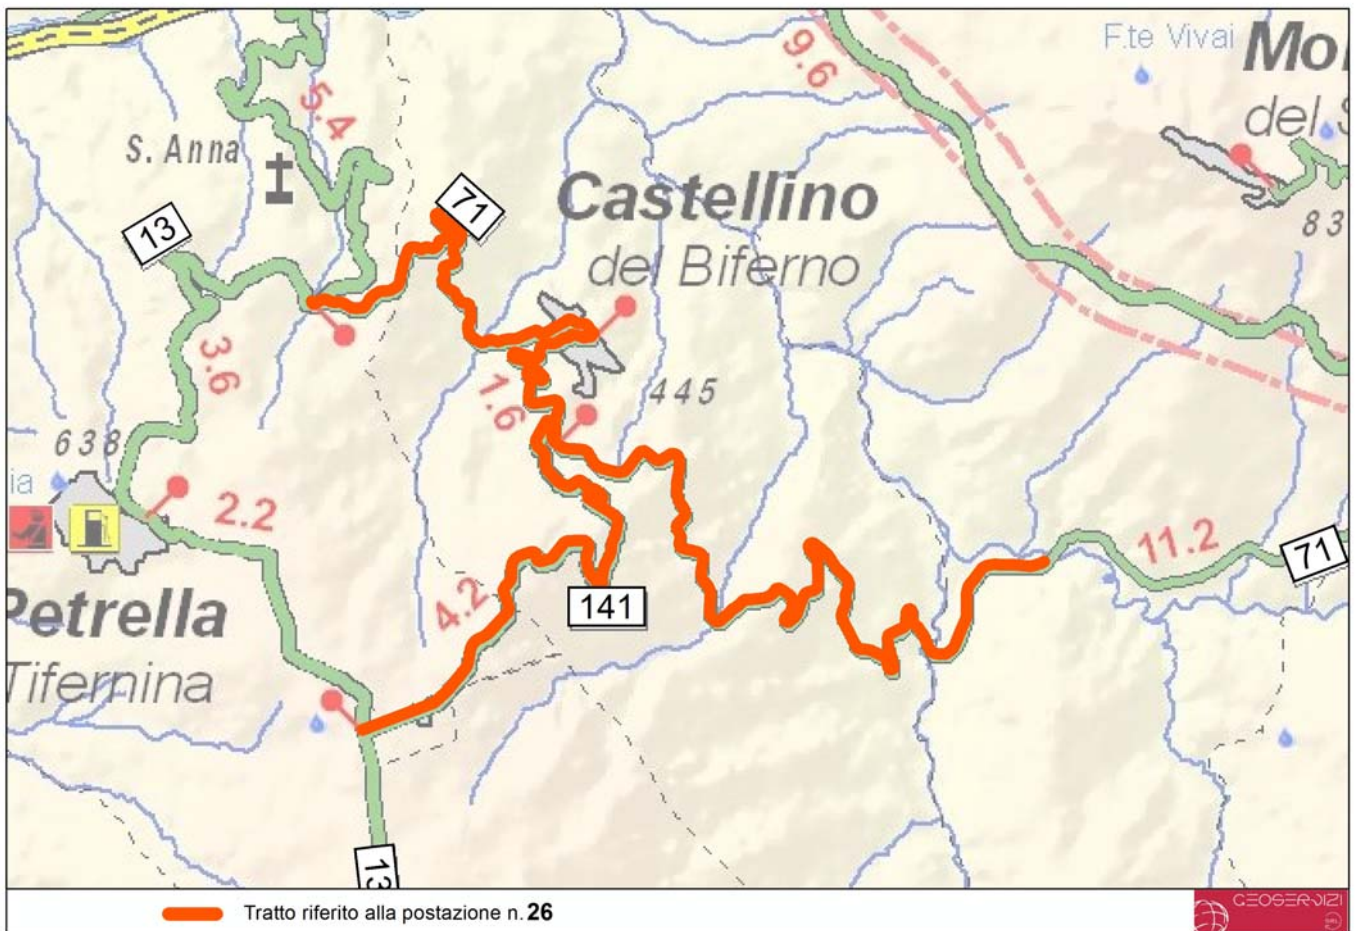 F.te Vivai
Mo
del S
9.6
5.4
S. Anna
71
Castellino
del Biferno
13
83
3.6
1.6
445
638
ia
2.2
11.2
71
4.2
141
Petrella
Tifernina
13
Tratto riferito alla postazione n. 26
GEOSERVIZI